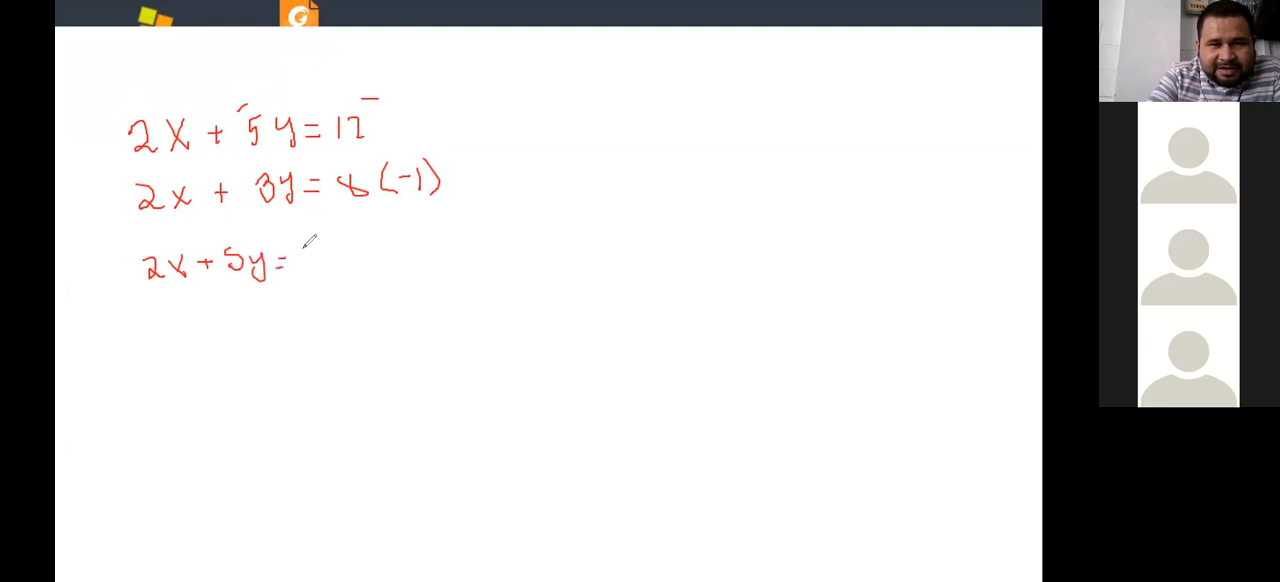 2x + 5y = 12
2x + 3y = 8 (-1)
2x + 5y =